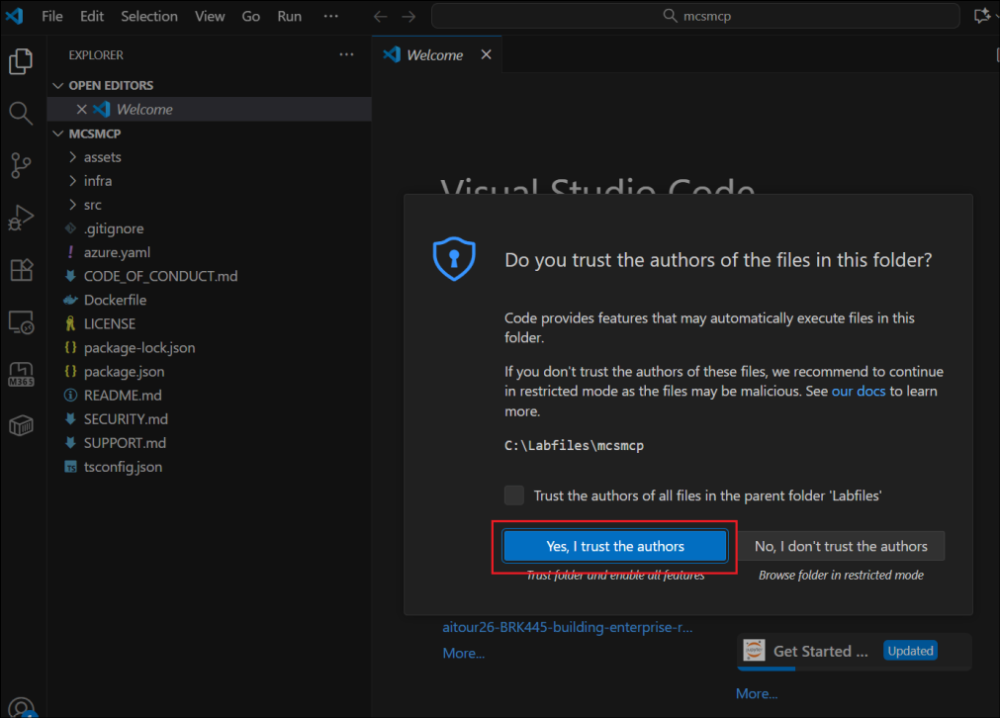 File Edit Selection View Go Run ··· mcsmcp
EXPLORER ···
Welcome
OPEN EDITORS
Welcome
MCSMCP
assets
infra
src
.gitignore
azure.yaml
CODE_OF_CONDUCT.md
Dockerfile
LICENSE
package-lock.json
package.json
README.md
SECURITY.md
SUPPORT.md
tsconfig.json
M365
Visual Studio Code
Do you trust the authors of the files in this folder?
Code provides features that may automatically execute files in this
folder.
If you don't trust the authors of these files, we recommend to continue
in restricted mode as the files may be malicious. See our docs to learn
more.
C:\Labfiles\mcsmcp
Trust the authors of all files in the parent folder 'Labfiles'
Yes, I trust the authors
No, I don't trust the authors
Trust folder and enable all features
Browse folder in restricted mode
aitour26-BRK445-building-enterprise-r...
More...
Get Started ... Updated
More...